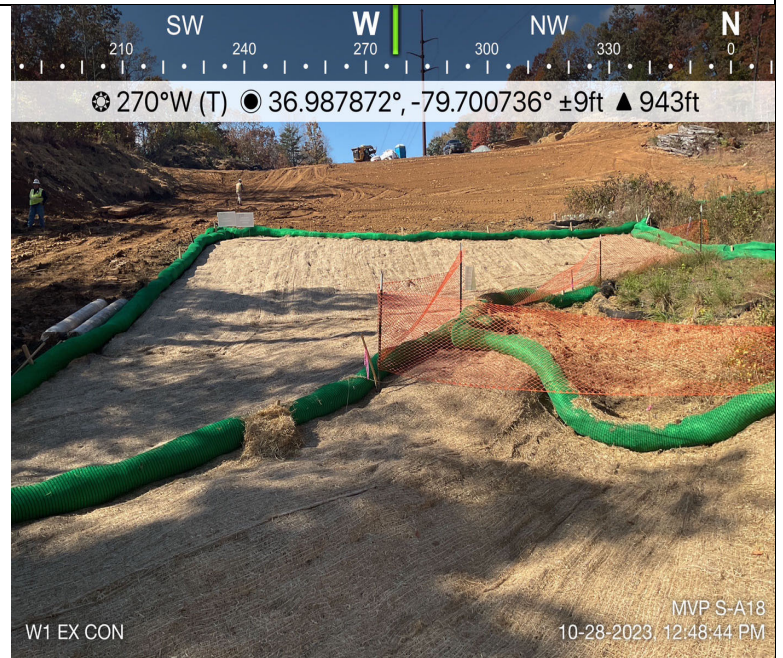 SW W NW N
210 240 270 300 330 0
270°W (T) 36.987872°, -79.700736° ±9ft ▲ 943ft
MVP S-A18
W1 EX CON
10-28-2023, 12:48:44 PM